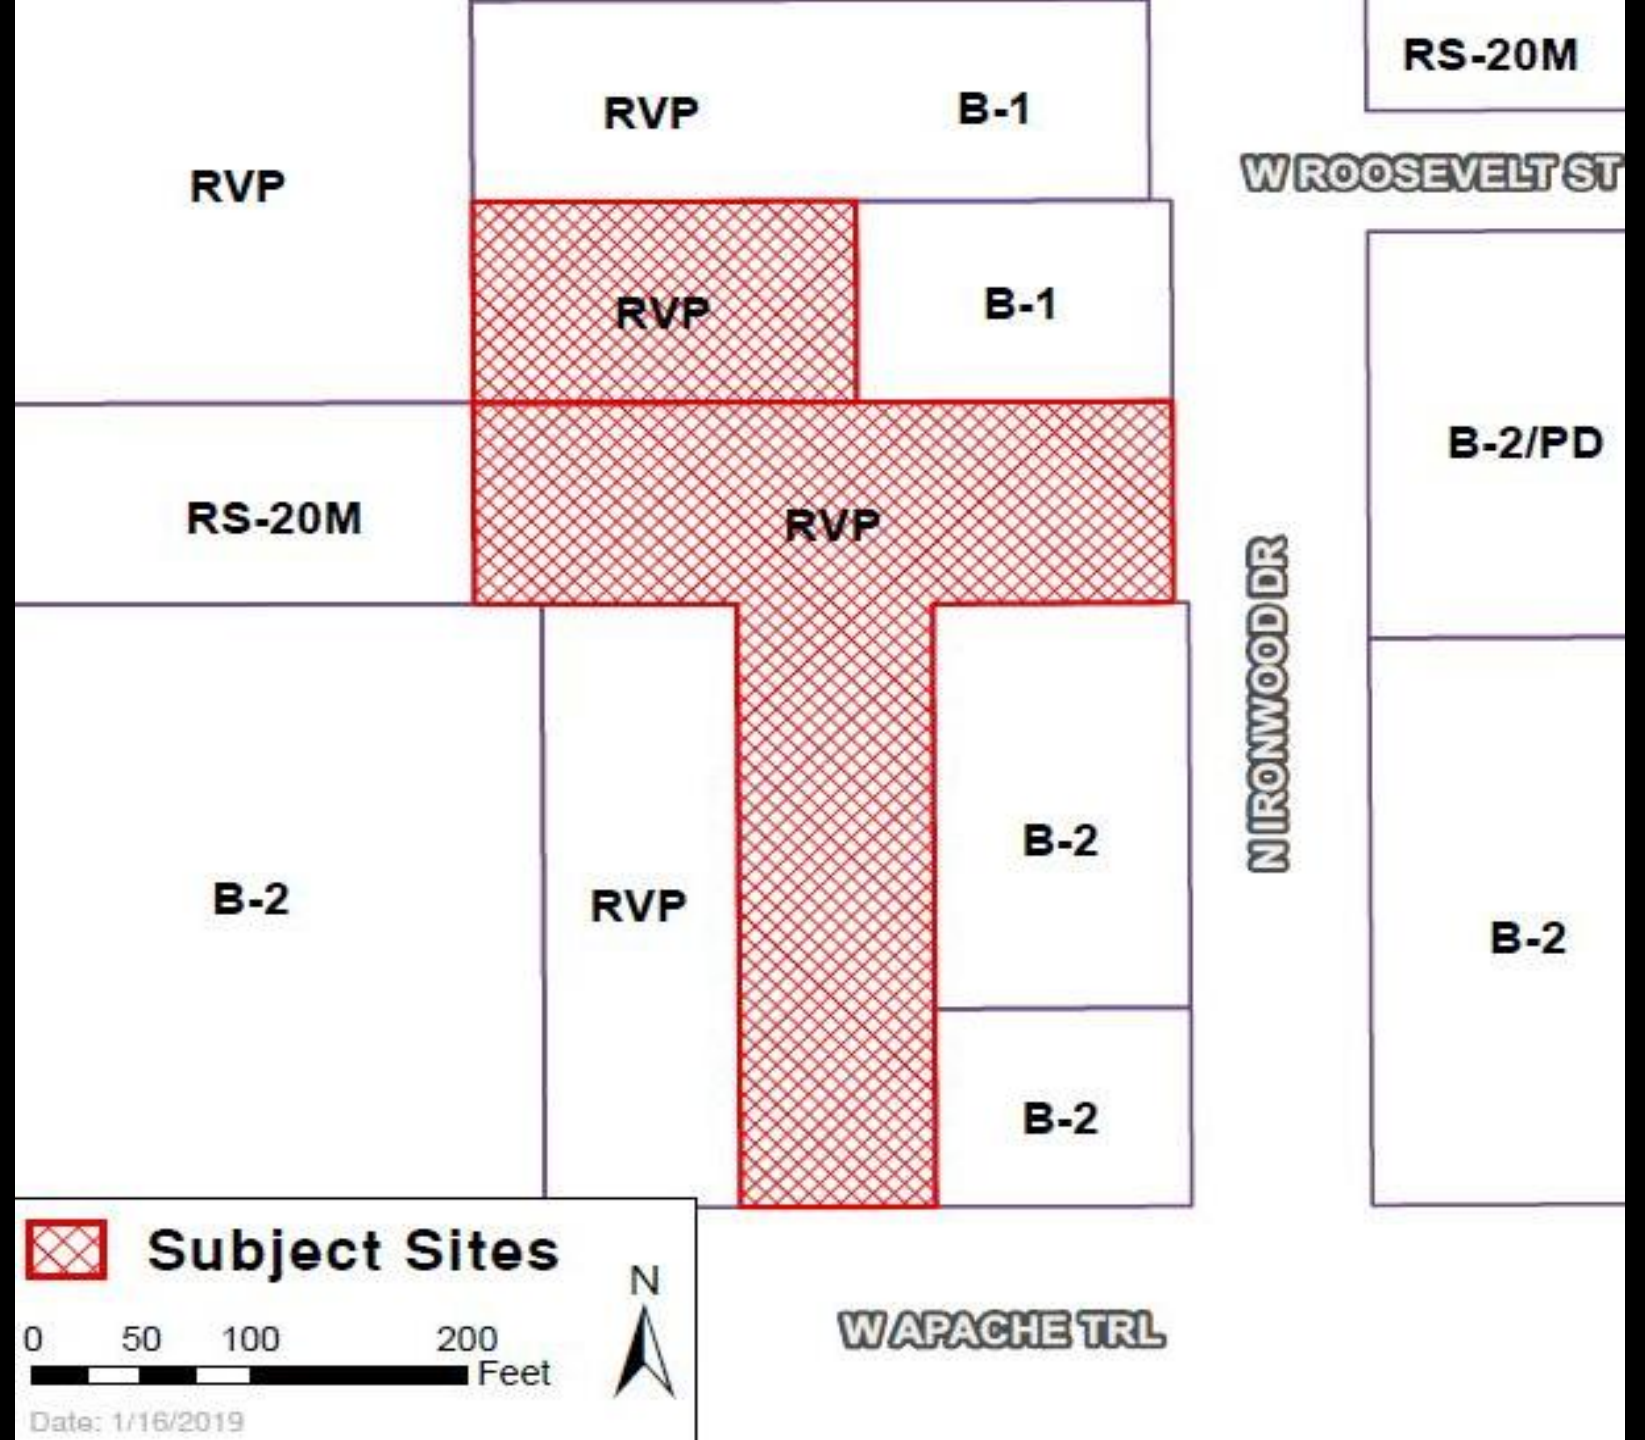 RS-20M
RVP
B-1
W ROOSEVELT ST
RVP
RVP
B-1
B-2/PD
RS-20M
RVP
N IRONWOOD DR
B-2
B-2
RVP
B-2
B-2
Subject Sites
N
0 50 100 200
Feet
Date: 1/16/2019
W APACHE TRL